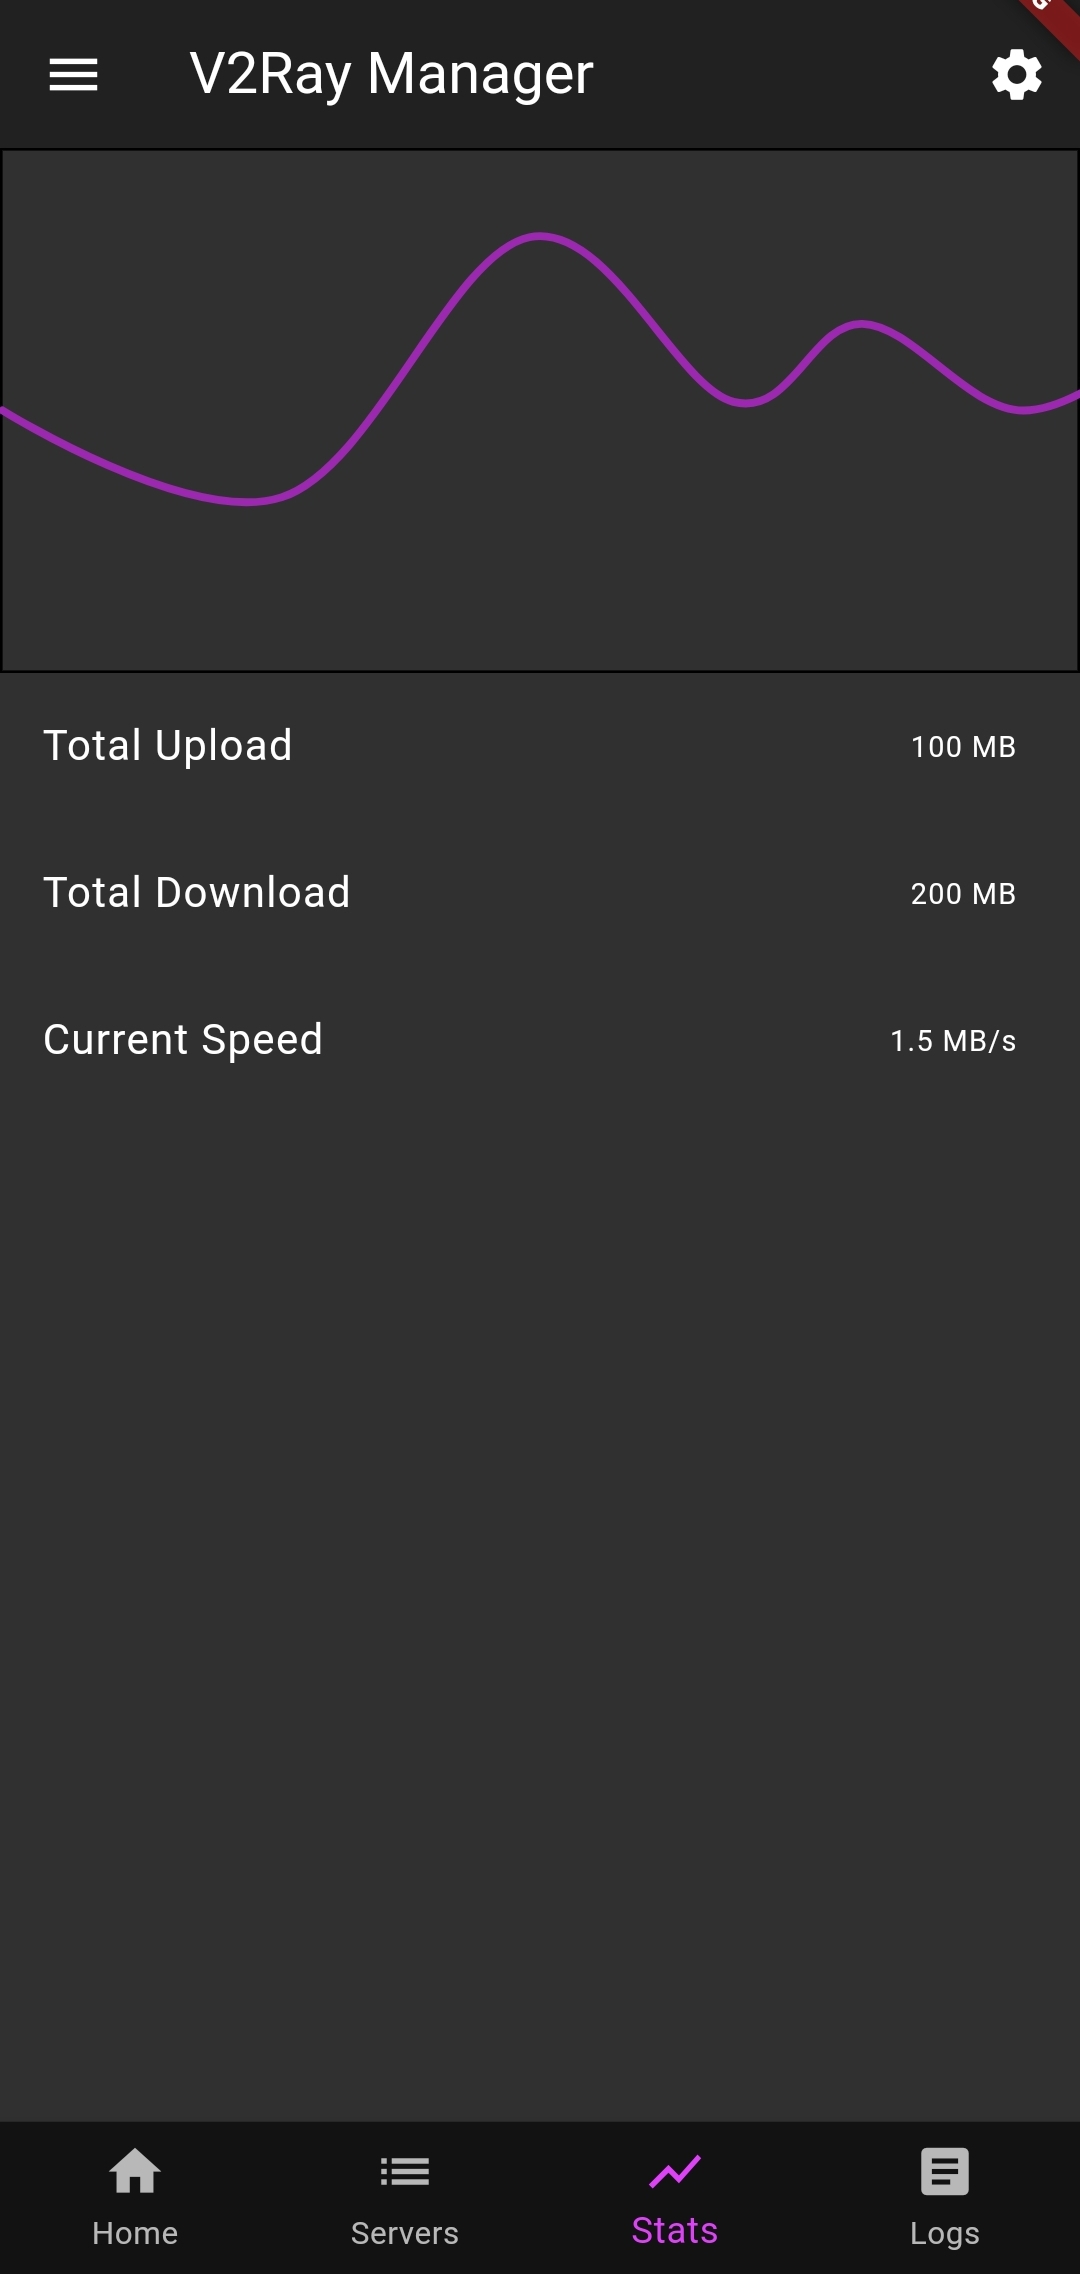 V2Ray Manager
G
Total Upload 100 MB
Total Download 200 MB
Current Speed 1.5 MB/s
Home Servers Stats Logs